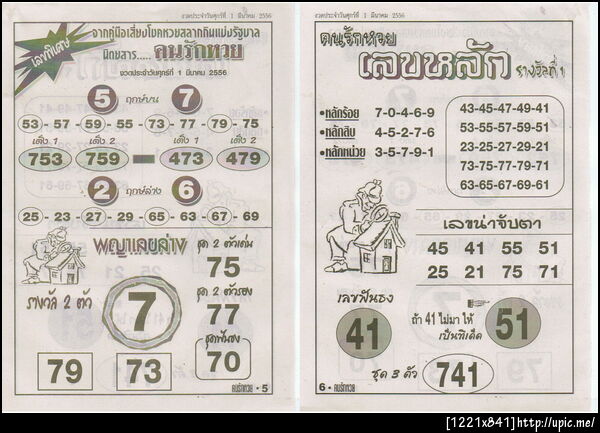 งวดประจำวันศุกร์ที่ 1 มีนาคม 2556
เลขพิเศษ
จากคู่มือเสี่ยงโชคหวยสลากกินแบ่งรัฐบาล
นิตยสาร..... คนรักหวย
งวดประจำวันศุกร์ที่ 1 มีนาคม 2556
5 ฤกษ์บน 7
53 - 57 - 59 - 55 - 73 - 77 - 79 - 75
เต็ง 1 เต็ง 2 เต็ง 1 เต็ง 2
753 759 - 473 479
2 ฤกษ์ล่าง 6
25 - 23 - 27 - 29 - 65 - 63 - 67 - 69
พญาเลขล่าง
ชุด 2 ตัวเด่น
75
รางวัล 2 ตัว
7
ชุด 2 ตัวรอง
77
ชุดฟันธง
70
79 73
คนรักหวย • 5
งวดประจำวันศุกร์ที่ 1 มีนาคม 2556
คนรักหวย
เลขหลัก รางวัลที่ 1
•หลักร้อย 7-0-4-6-9
•หลักสิบ 4-5-2-7-6
•หลักหน่วย 3-5-7-9-1
43-45-47-49-41
53-55-57-59-51
23-25-27-29-21
73-75-77-79-71
63-65-67-69-61
เลขน่าจับตา
45 41 55 51
25 21 75 71
เลขฟันธง
41
ถ้า 41 ไม่มา ให้
เป็นทีเด็ด
51
ชุด 3 ตัว 741
6 • คนรักหวย
[1221x841]http://upic.me/